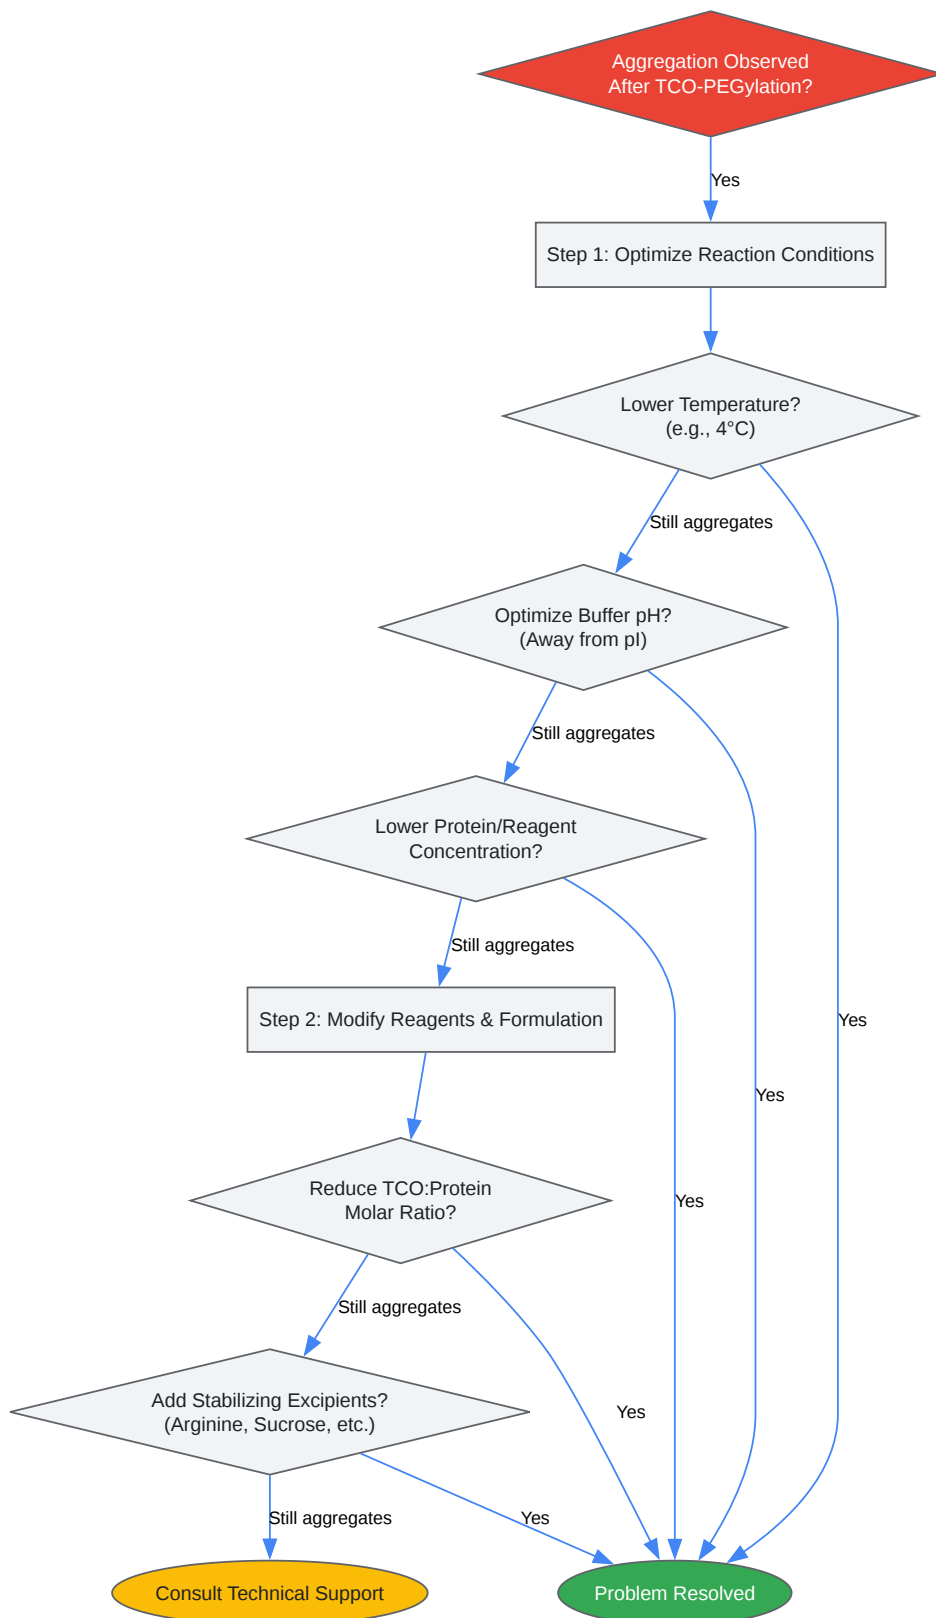 Aggregation Observed
After TCO-PEGylation?
Yes
Step 1: Optimize Reaction Conditions
Lower Temperature?
(e.g., 4°C)
Still aggregates
Optimize Buffer pH?
(Away from pI)
Still aggregates
Lower Protein/Reagent
Concentration?
Still aggregates
Step 2: Modify Reagents & Formulation
Yes
Yes
Reduce TCO:Protein
Molar Ratio?
Yes
Still aggregates
Add Stabilizing Excipients?
(Arginine, Sucrose, etc.)
Yes
Still aggregates
Yes
Consult Technical Support
Problem Resolved